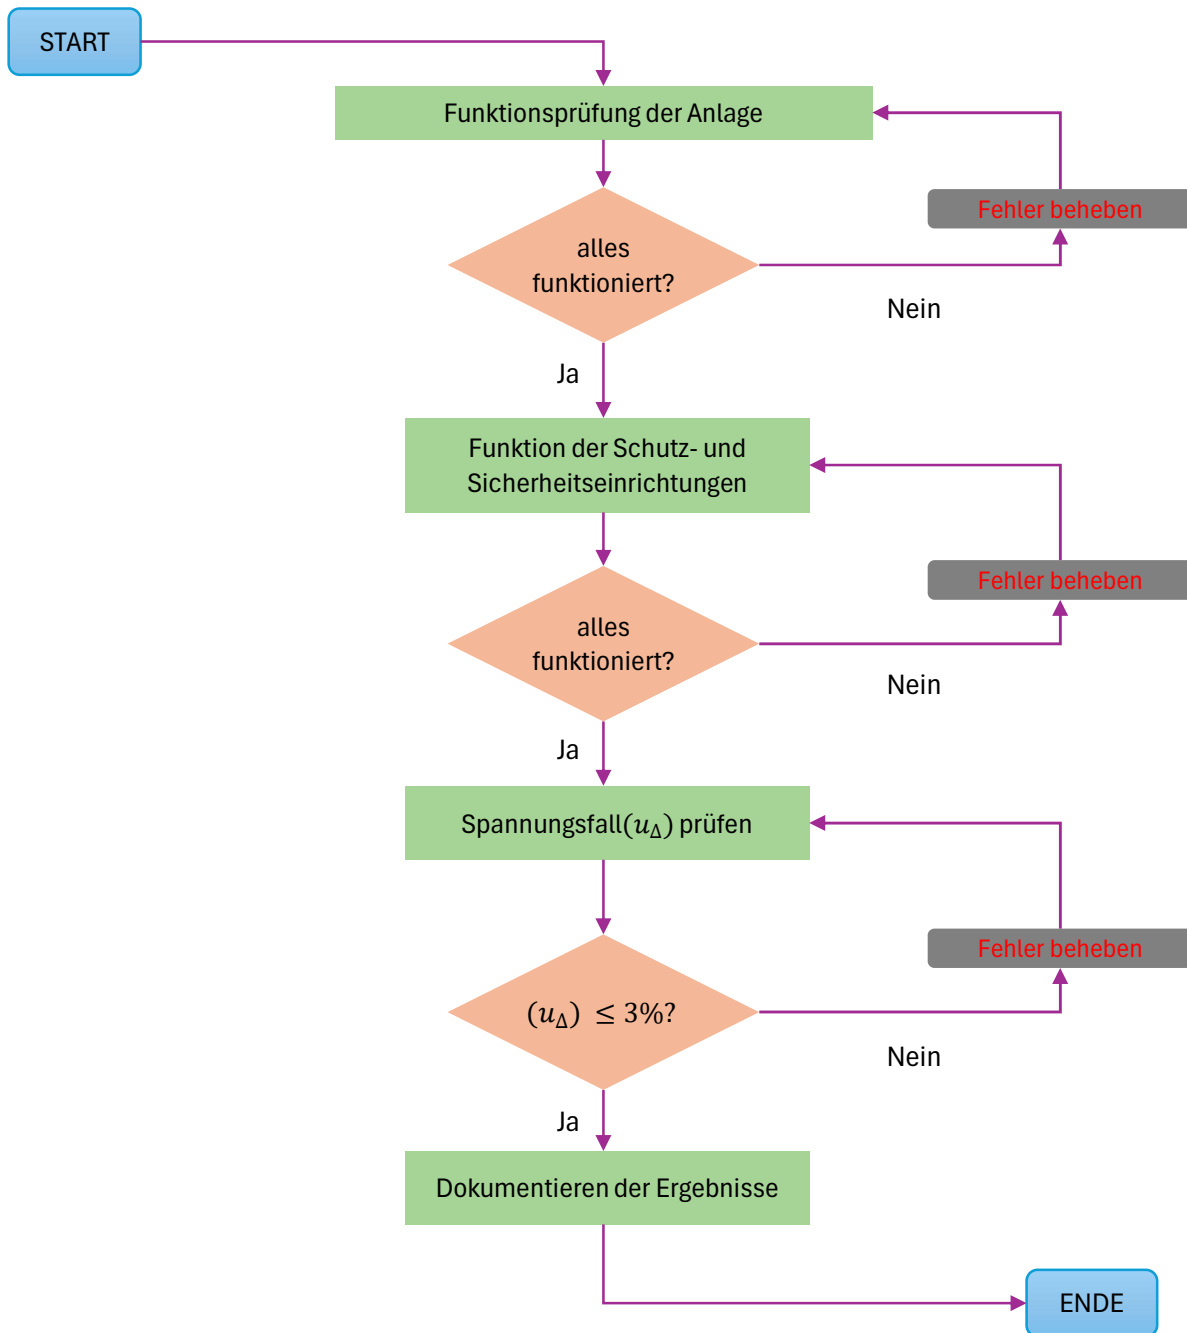 START
Funktionsprüfung der Anlage
Fehler beheben
alles
funktioniert?
Nein
Ja
Funktion der Schutz- und
Sicherheitseinrichtungen
Fehler beheben
alles
funktioniert?
Nein
Ja
Spannungsfall(u_Δ) prüfen
Fehler beheben
(u_Δ) ≤ 3%?
Nein
Ja
Dokumentieren der Ergebnisse
ENDE